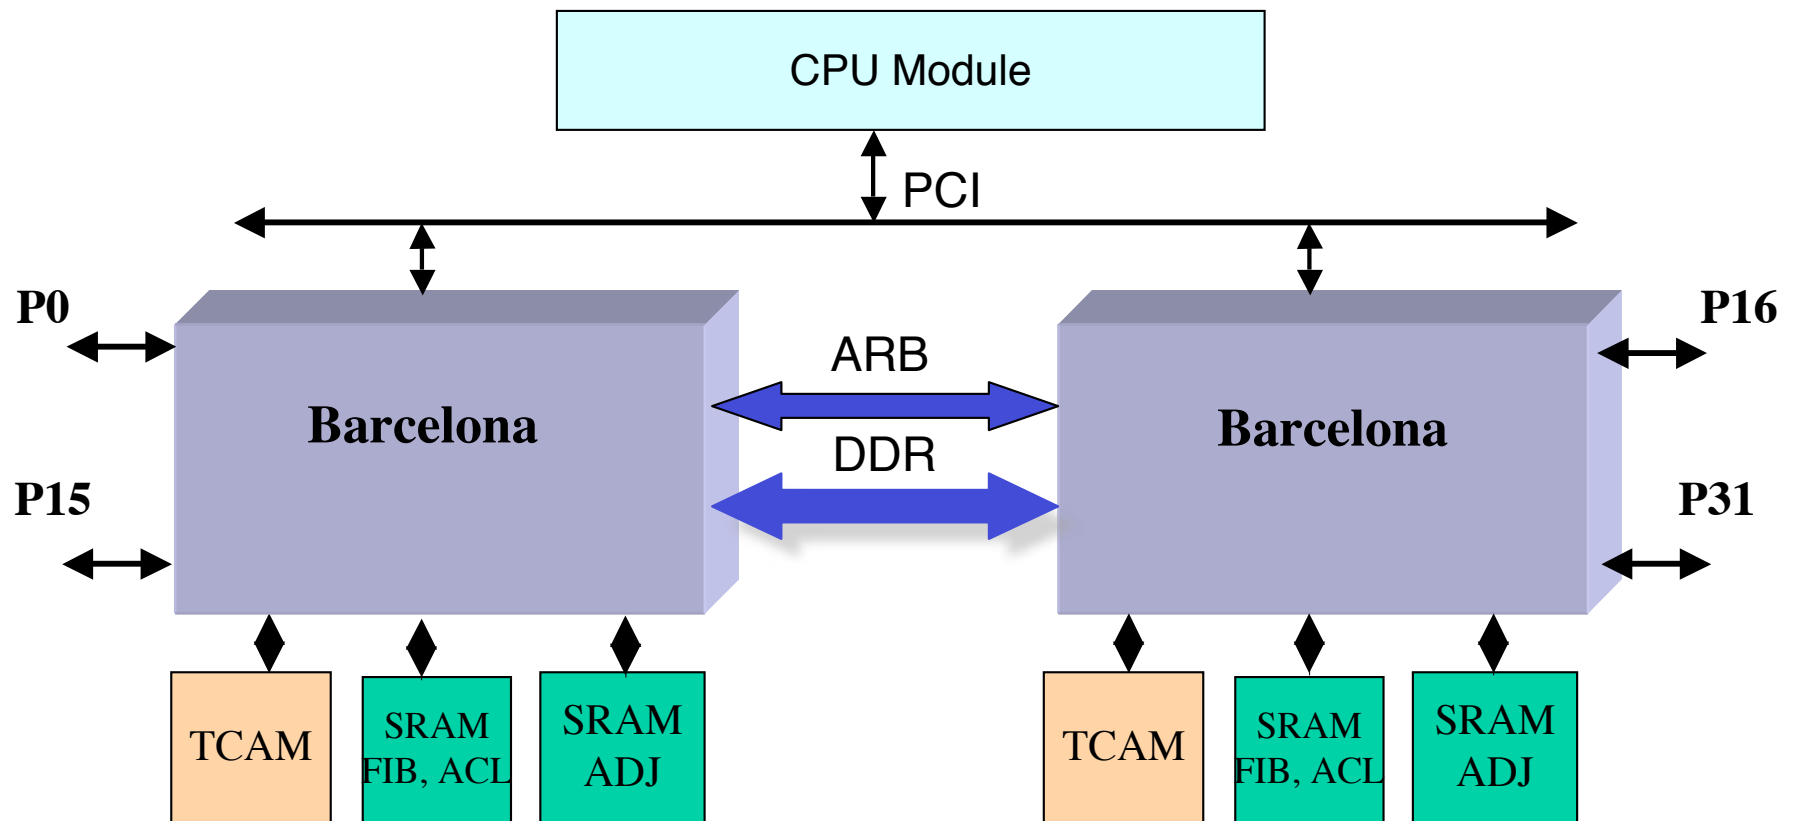 CPU Module
PCI
P0
P16
ARB
Barcelona
Barcelona
DDR
P15
P31
TCAM
SRAM
FIB, ACL
SRAM
ADJ
TCAM
SRAM
FIB, ACL
SRAM
ADJ